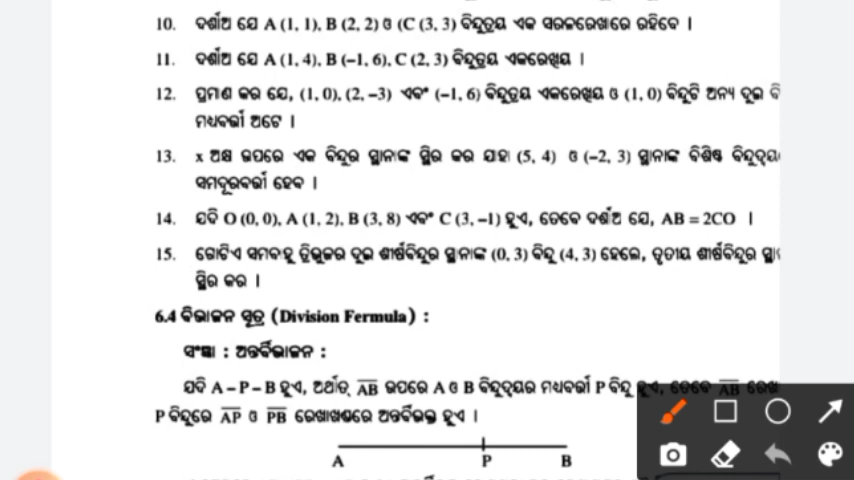 10. ଦର୍ଶାଅ ଯେ A (1, 1), B (2, 2) ଓ (C (3, 3) ବିନ୍ଦୁତ୍ରୟ ଏକ ସରଳରେଖାରେ ରହିବେ ।
11. ଦର୍ଶାଅ ଯେ A (1, 4), B (–1, 6), C (2, 3) ବିନ୍ଦୁତ୍ରୟ ଏକରେଖୀୟ ।
12. ପ୍ରମାଣ କର ଯେ, (1, 0), (2, –3) ଏବଂ (–1, 6) ବିନ୍ଦୁତ୍ରୟ ଏକରେଖୀୟ ଓ (1, 0) ବିନ୍ଦୁଟି ଅନ୍ୟ ଦୁଇ
ମଧ୍ୟବର୍ତ୍ତୀ ଅଟେ ।
13. x ଅକ୍ଷ ଉପରେ ଏକ ବିନ୍ଦୁର ସ୍ଥାନାଙ୍କ ସ୍ଥିର କର ଯାହା (5, 4) ଓ (–2, 3) ସ୍ଥାନାଙ୍କ ବିଶିଷ୍ଟ ବିନ୍ଦୁଦ୍ୱୟ
ସମଦୂରବର୍ତ୍ତୀ ହେବ ।
14. ଯଦି O (0, 0), A (1, 2), B (3, 8) ଏବଂ C (3, –1) ହୁଏ, ତେବେ ଦର୍ଶାଅ ଯେ, AB = 2CO ।
15. ଗୋଟିଏ ସମବାହୁ ତ୍ରିଭୁଜର ଦୁଇ ଶୀର୍ଷବିନ୍ଦୁର ସ୍ଥାନାଙ୍କ (0, 3) ବିନ୍ଦୁ (4, 3) ହେଲେ, ତୃତୀୟ ଶୀର୍ଷବିନ୍ଦୁର
ସ୍ଥିର କର ।
6.4 ବିଭାଜନ ସୂତ୍ର (Division Fermula) :
ସଂଜ୍ଞା : ଅନ୍ତର୍ବିଭାଜନ :
ଯଦି A – P – B ହୁଏ, ଅର୍ଥାତ୍ AB ଉପରେ A ଓ B ବିନ୍ଦୁଦ୍ୱୟର ମଧ୍ୟବର୍ତ୍ତୀ P ବିନ୍ଦୁ ହୁଏ, ତେବେ AB
P ବିନ୍ଦୁରେ AP ଓ PB ରେଖାଖଣ୍ଡରେ ଅନ୍ତର୍ବିଭକ୍ତ ହୁଏ ।
A P B